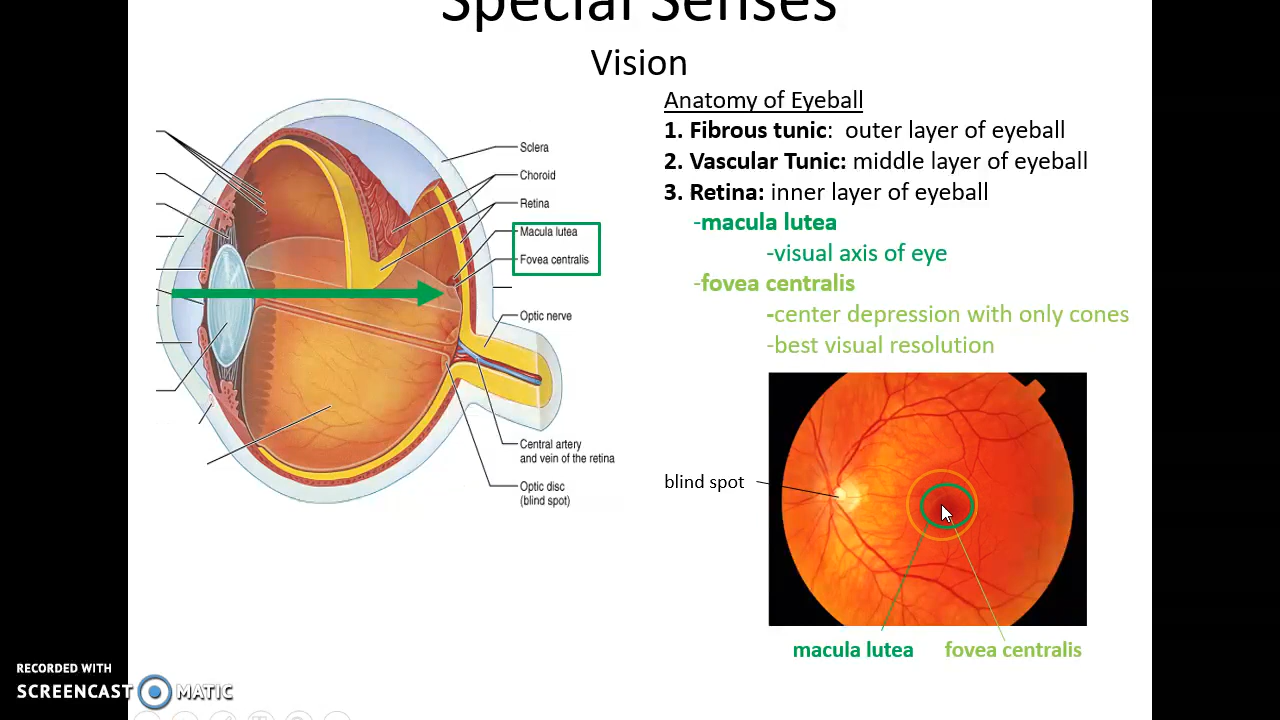 Special Senses
Vision
Anatomy of Eyeball
1. Fibrous tunic:  outer layer of eyeball
2. Vascular Tunic: middle layer of eyeball
3. Retina: inner layer of eyeball
-macula lutea
-visual axis of eye
-fovea centralis
-center depression with only cones
-best visual resolution
Sclera
Choroid
Retina
Macula lutea
Fovea centralis
Optic nerve
Central artery
and vein of the retina
Optic disc
(blind spot)
blind spot
macula lutea
fovea centralis
RECORDED WITH
SCREENCAST MATIC